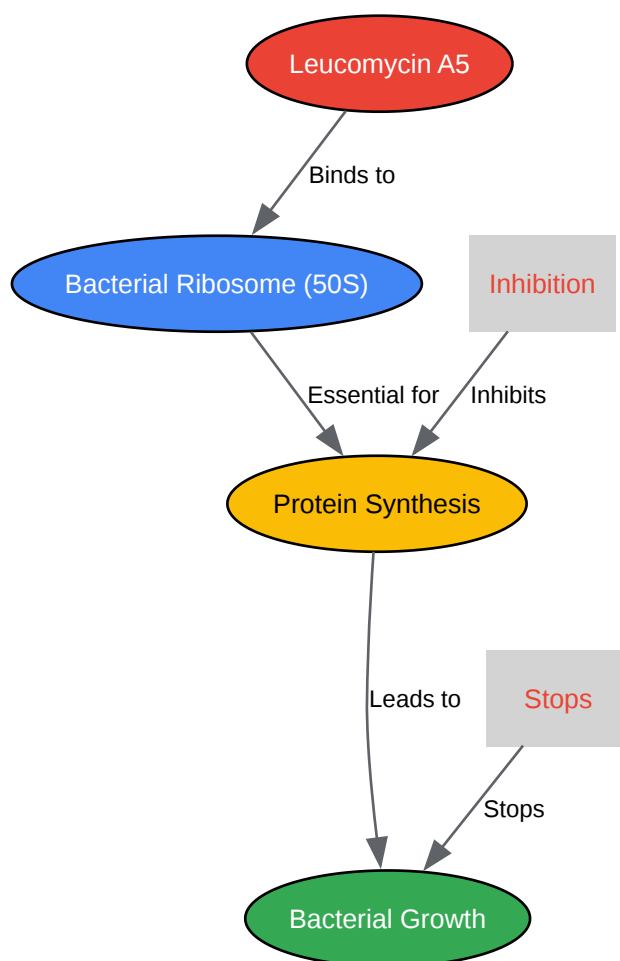 Leucomycin A5
Binds to
Bacterial Ribosome (50S)
Inhibition
Essential for
Inhibits
Protein Synthesis
Leads to
Stops
Stops
Bacterial Growth